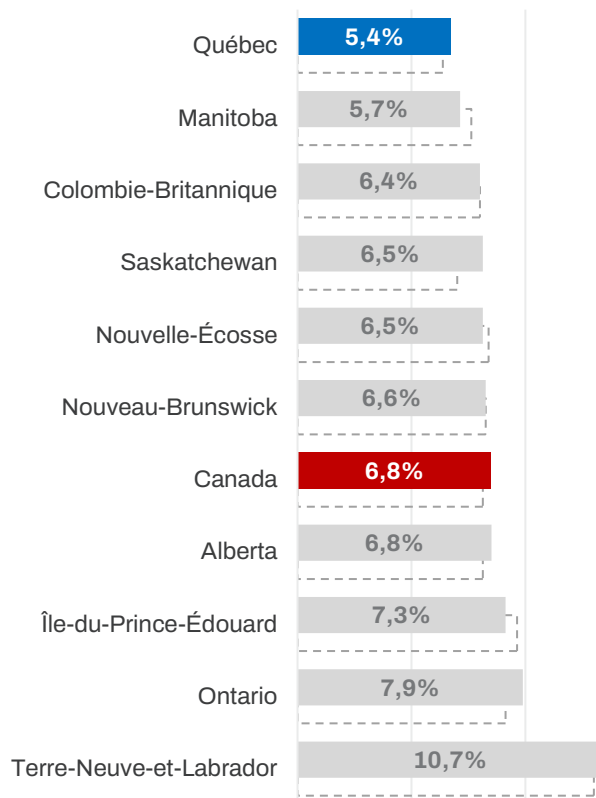 Québec 5,4%
Manitoba 5,7%
Colombie-Britannique 6,4%
Saskatchewan 6,5%
Nouvelle-Écosse 6,5%
Nouveau-Brunswick 6,6%
Canada 6,8%
Alberta 6,8%
Île-du-Prince-Édouard 7,3%
Ontario 7,9%
Terre-Neuve-et-Labrador 10,7%